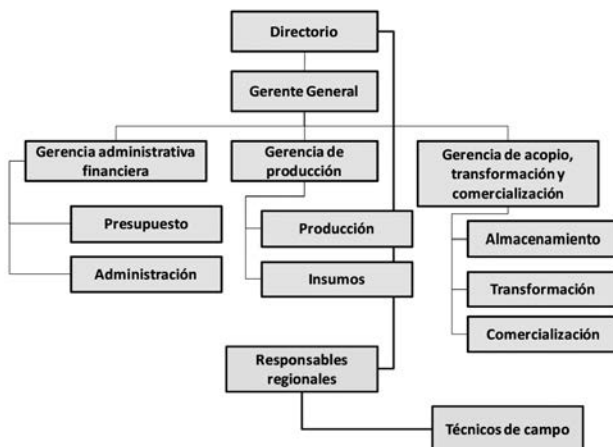 Directorio
Gerente General
Gerencia administrativa
financiera
Gerencia de
producción
Gerencia de acopio,
transformación y
comercialización
Presupuesto
Administración
Producción
Insumos
Almacenamiento
Transformación
Comercialización
Responsables
regionales
Técnicos de campo